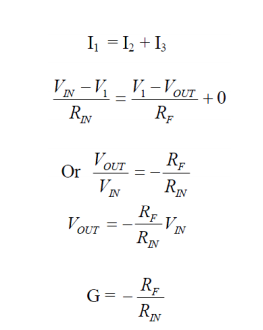 I₁ = I₂ + I₃
(V_IN − V₁)/R_IN = (V₁ − V_OUT)/R_F + 0
Or V_OUT/V_IN = − R_F/R_IN
V_OUT = − R_F/R_IN V_IN
G = − R_F/R_IN